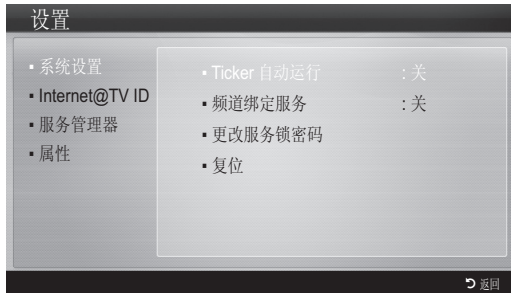 设置
系统设置
Internet@TV ID
服务管理器
属性
Ticker 自动运行 : 关
频道绑定服务 : 关
更改服务锁密码
复位
返回